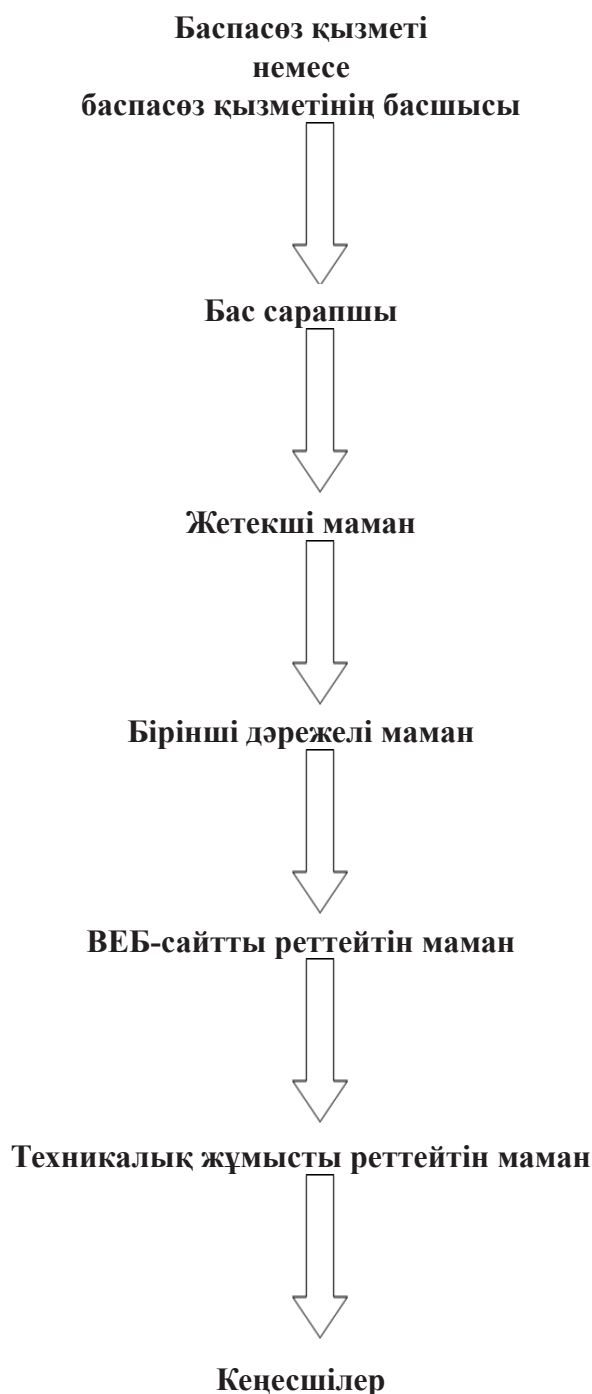 Баспасөз қызметі
немесе
баспасөз қызметінің басшысы
Бас сарапшы
Жетекші маман
Бірінші дәрежелі маман
ВЕБ-сайтты реттейтін маман
Техникалық жұмысты реттейтін маман
Кеңесшілер